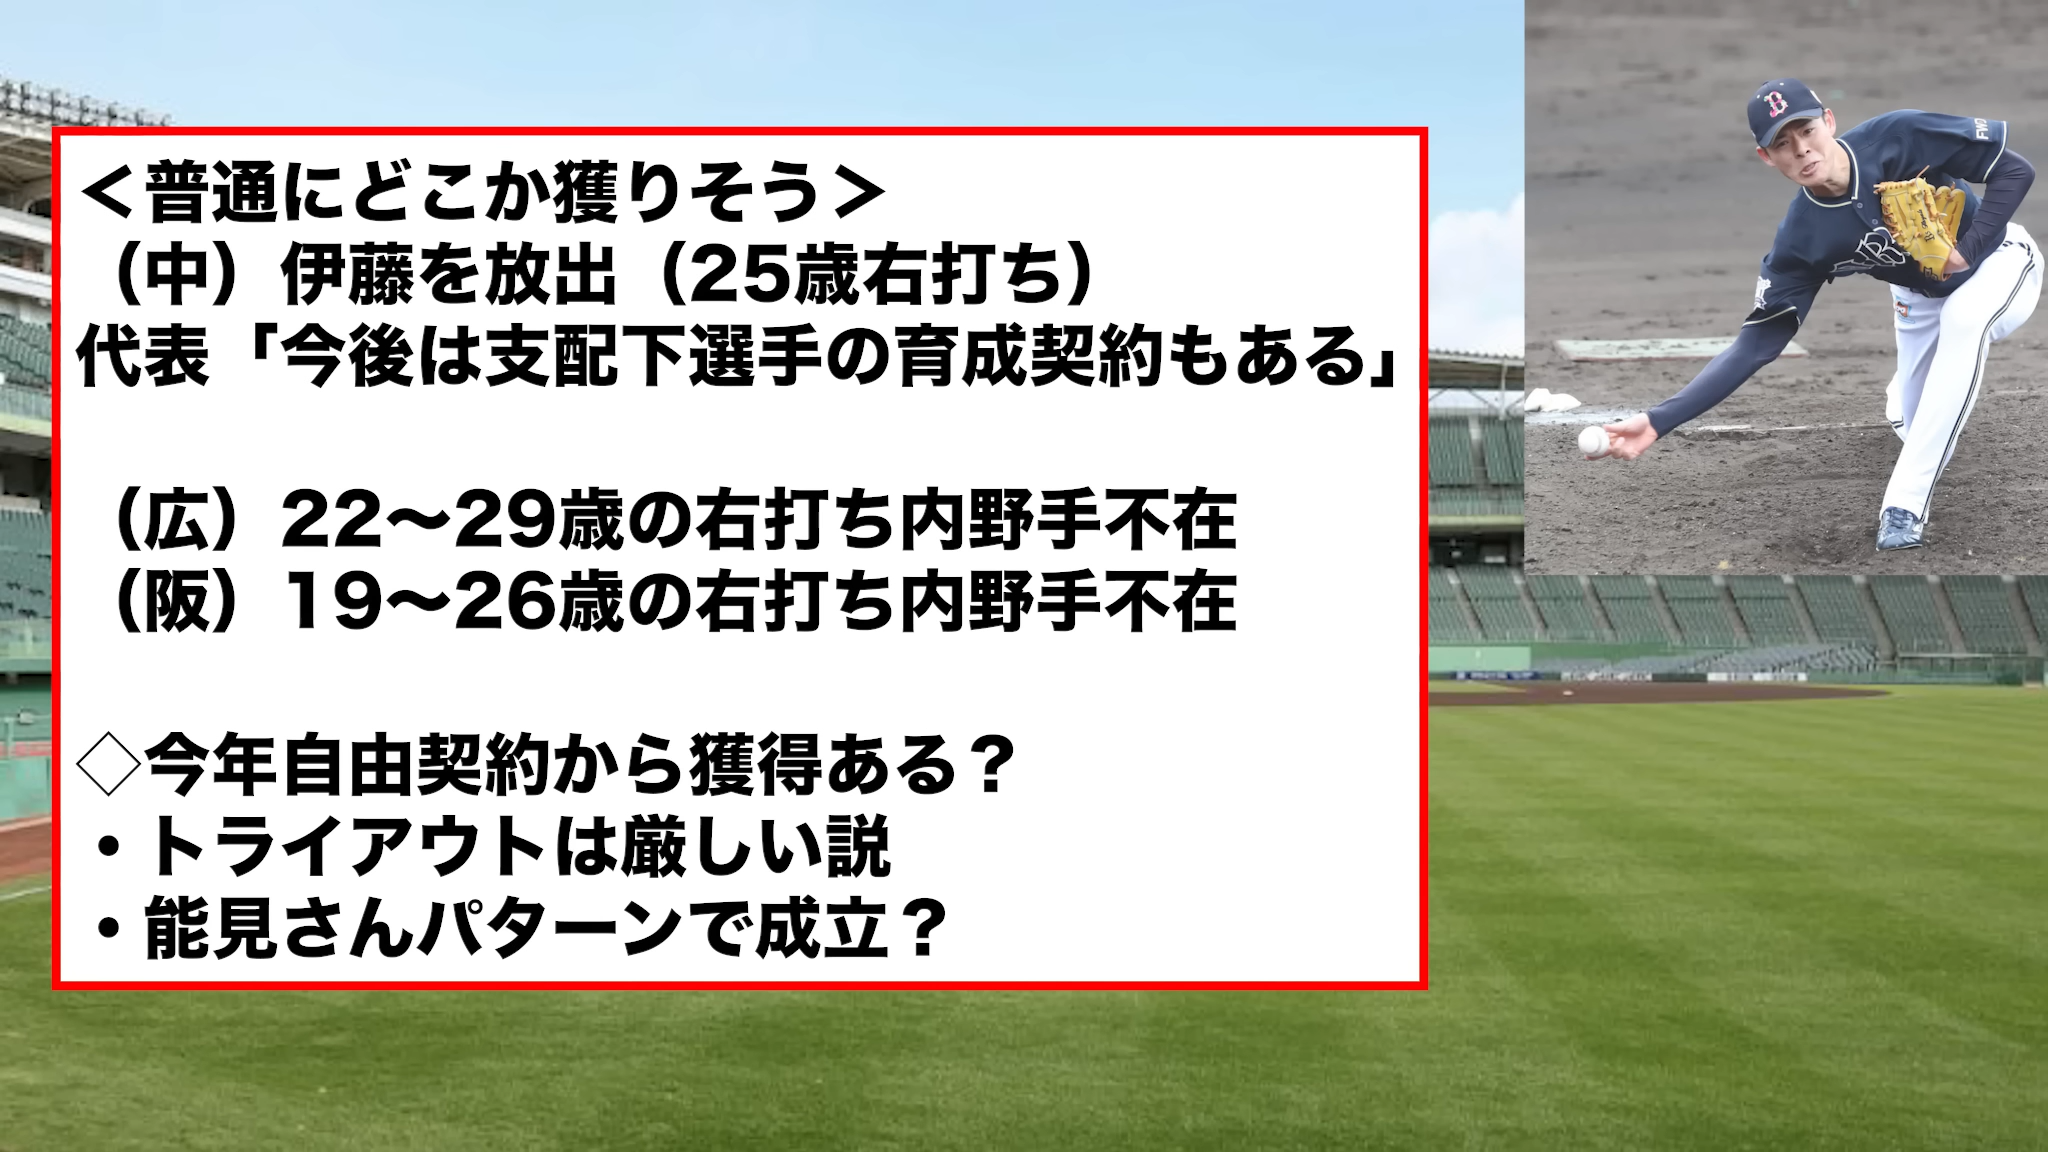 ＜普通にどこか獲りそう＞
（中）伊藤を放出（25歳右打ち）
代表「今後は支配下選手の育成契約もある」
（広）22〜29歳の右打ち内野手不在
（阪）19〜26歳の右打ち内野手不在
◇今年自由契約から獲得ある？
・トライアウトは厳しい説
・能見さんパターンで成立？